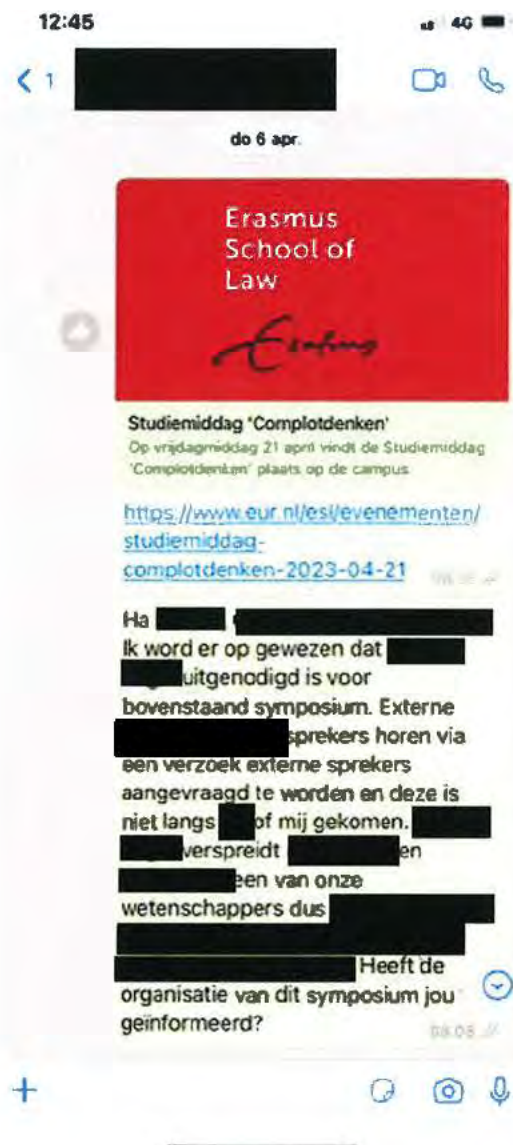 12:45
4G
1
do 6 apr.
Erasmus
School of
Law
Erasmus
Studiemiddag 'Complotdenken'
Op vrijdagmiddag 21 april vindt de Studiemiddag
'Complotdenken' plaats op de campus
https://www.eur.nl/esl/evenementen/
studiemiddag-
complotdenken-2023-04-21
Ha
Ik word er op gewezen dat
uitgenodigd is voor
bovenstaand symposium. Externe
sprekers horen via
een verzoek externe sprekers
aangevraagd te worden en deze is
niet langs of mij gekomen.
verspreidt en
een van onze
wetenschappers dus
Heeft de
organisatie van dit symposium jou
geïnformeerd?